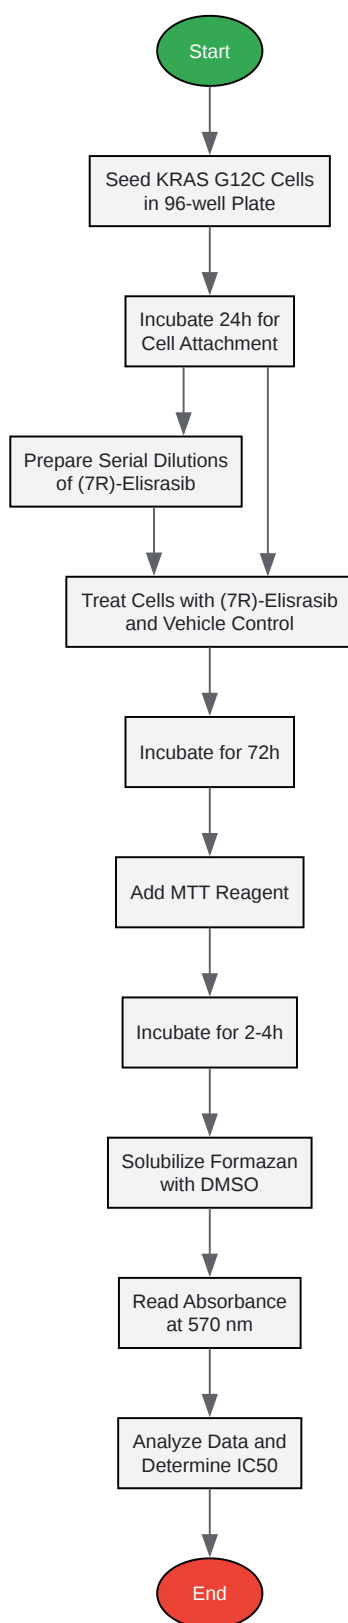 Start
Seed KRAS G12C Cells
in 96-well Plate
Incubate 24h for
Cell Attachment
Prepare Serial Dilutions
of (7R)-Elisrasib
Treat Cells with (7R)-Elisrasib
and Vehicle Control
Incubate for 72h
Add MTT Reagent
Incubate for 2-4h
Solubilize Formazan
with DMSO
Read Absorbance
at 570 nm
Analyze Data and
Determine IC50
End